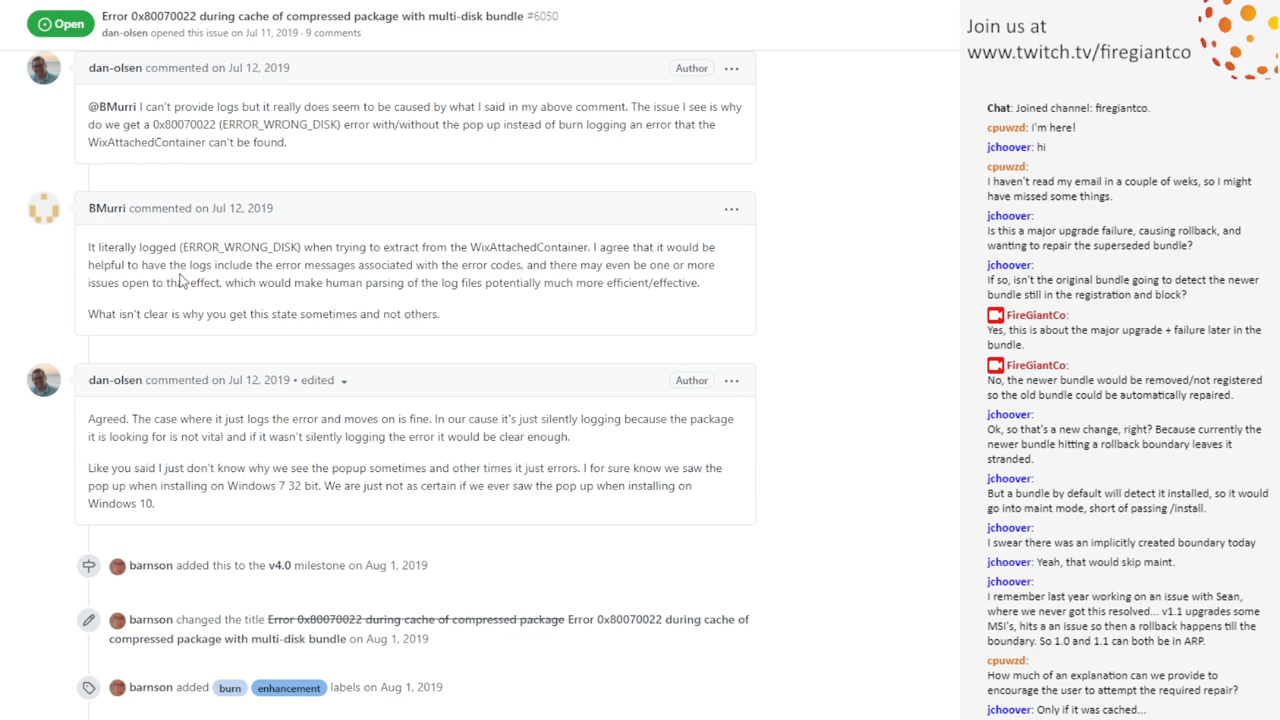 Open
Error 0x80070022 during cache of compressed package with multi-disk bundle #6050
dan-olsen opened this issue on Jul 11, 2019 · 9 comments
dan-olsen commented on Jul 12, 2019
Author
@BMurri I can't provide logs but it really does seem to be caused by what I said in my above comment. The issue I see is why
do we get a 0x80070022 (ERROR_WRONG_DISK) error with/without the pop up instead of burn logging an error that the
WixAttachedContainer can't be found.
BMurri commented on Jul 12, 2019
It literally logged (ERROR_WRONG_DISK) when trying to extract from the WixAttachedContainer. I agree that it would be
helpful to have the logs include the error messages associated with the error codes, and there may even be one or more
issues open to that effect, which would make human parsing of the log files potentially much more efficient/effective.
What isn't clear is why you get this state sometimes and not others.
dan-olsen commented on Jul 12, 2019 • edited
Author
Agreed. The case where it just logs the error and moves on is fine. In our cause it's just silently logging because the package
it is looking for is not vital and if it wasn't silently logging the error it would be clear enough.
Like you said I just don't know why we see the popup sometimes and other times it just errors. I for sure know we saw the
pop up when installing on Windows 7 32 bit. We are just not as certain if we ever saw the pop up when installing on
Windows 10.
barnson added this to the v4.0 milestone on Aug 1, 2019
barnson changed the title Error 0x80070022 during cache of compressed package Error 0x80070022 during cache of
compressed package with multi-disk bundle on Aug 1, 2019
barnson added burn enhancement labels on Aug 1, 2019
Join us at
www.twitch.tv/firegiantco
Chat: Joined channel: firegiantco.
cpuwzd: I'm here!
jchoover: hi
cpuwzd:
I haven't read my email in a couple of weks, so I might
have missed some things.
jchoover:
Is this a major upgrade failure, causing rollback, and
wanting to repair the superseded bundle?
jchoover:
If so, isn't the original bundle going to detect the newer
bundle still in the registration and block?
FireGiantCo:
Yes, this is about the major upgrade + failure later in the
bundle.
FireGiantCo:
No, the newer bundle would be removed/not registered
so the old bundle could be automatically repaired.
jchoover:
Ok, so that's a new change, right? Because currently the
newer bundle hitting a rollback boundary leaves it
stranded.
jchoover:
But a bundle by default will detect it installed, so it would
go into maint mode, short of passing /install.
jchoover:
I swear there was an implicitly created boundary today
jchoover: Yeah, that would skip maint.
jchoover:
I remember last year working on an issue with Sean,
where we never got this resolved... v1.1 upgrades some
MSI's, hits a an issue so then a rollback happens till the
boundary. So 1.0 and 1.1 can both be in ARP.
cpuwzd:
How much of an explanation can we provide to
encourage the user to attempt the required repair?
jchoover: Only if it was cached...